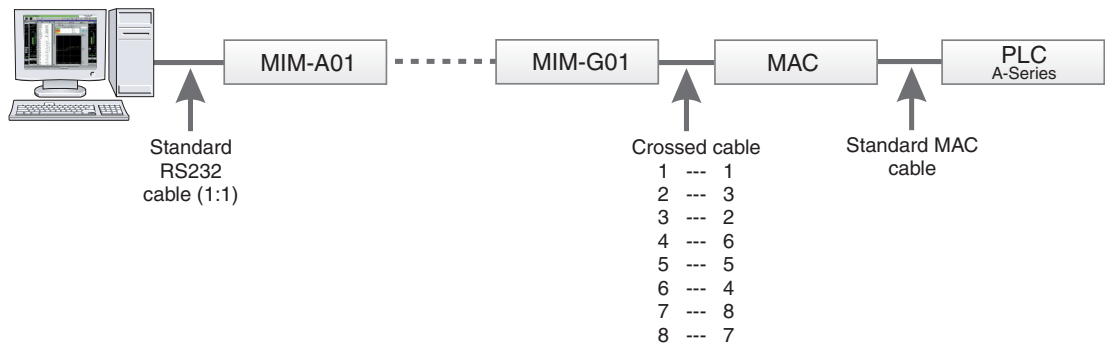 MIM-A01
MIM-G01
MAC
PLC
A-Series
Standard
RS232
cable (1:1)
Crossed cable
1 --- 1
2 --- 3
3 --- 2
4 --- 6
5 --- 5
6 --- 4
7 --- 8
8 --- 7
Standard MAC
cable